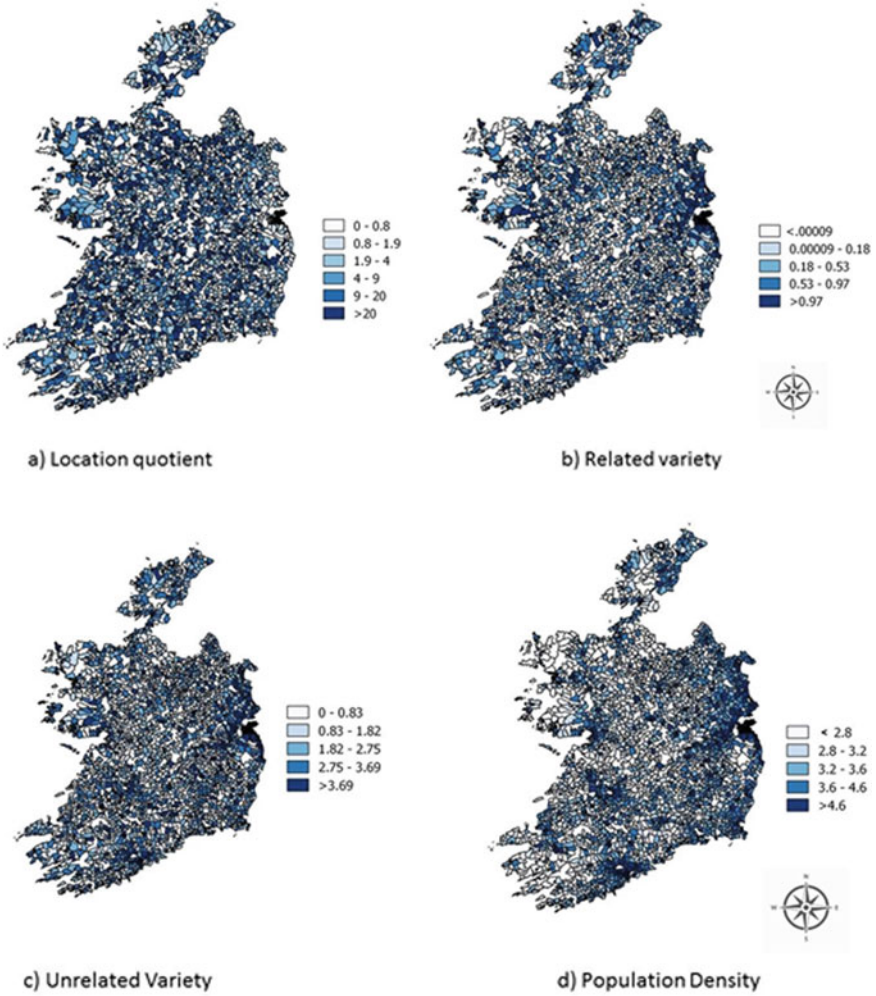 0 - 0.8
0.8 - 1.9
1.9 - 4
4 - 9
9 - 20
>20
<.00009
0.00009 - 0.18
0.18 - 0.53
0.53 - 0.97
>0.97
a) Location quotient
b) Related variety
0 - 0.83
0.83 - 1.82
1.82 - 2.75
2.75 - 3.69
>3.69
< 2.8
2.8 - 3.2
3.2 - 3.6
3.6 - 4.6
>4.6
N
W E
S
c) Unrelated Variety
d) Population Density